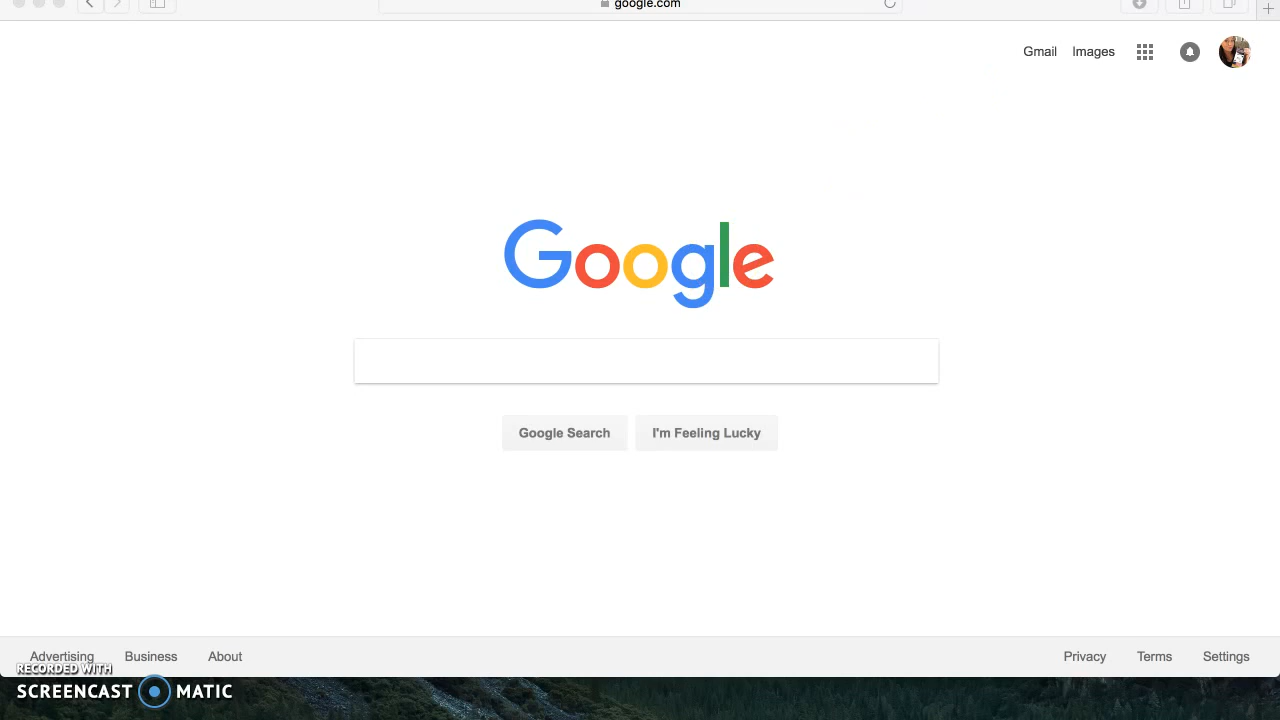 google.com
Gmail Images
Google
Google Search I'm Feeling Lucky
Advertising Business About Privacy Terms Settings
RECORDED WITH
SCREENCAST MATIC